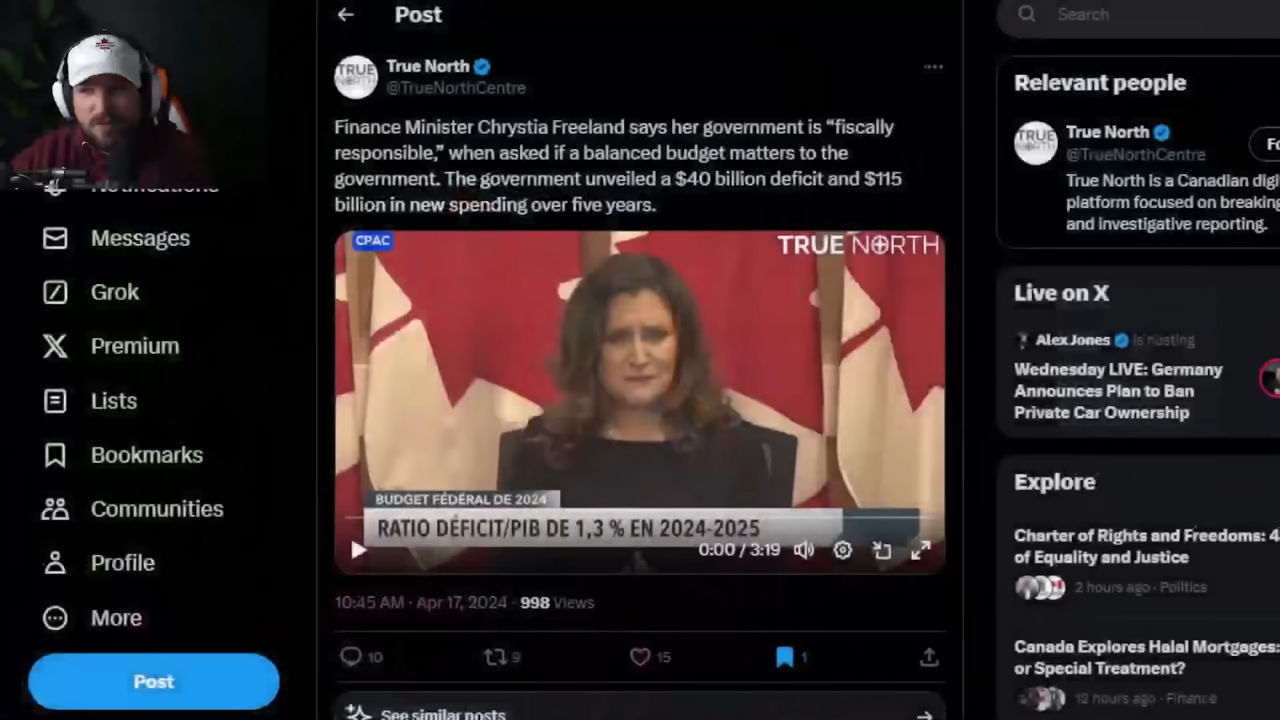 Post
True North
@TrueNorthCentre
Finance Minister Chrystia Freeland says her government is “fiscally
responsible,” when asked if a balanced budget matters to the
government. The government unveiled a $40 billion deficit and $115
billion in new spending over five years.
CPAC
TRUE NORTH
BUDGET FÉDÉRAL DE 2024
RATIO DÉFICIT/PIB DE 1,3 % EN 2024-2025
0:00 / 3:19
10:45 AM · Apr 17, 2024 · 998 Views
10 9 15 1
See similar posts
Notifications
Messages
Grok
Premium
Lists
Bookmarks
Communities
Profile
More
Post
Search
Relevant people
TRUE NORTH
True North
@TrueNorthCentre
Fo
True North is a Canadian digi
platform focused on breaking
and investigative reporting.
Live on X
Alex Jones is hosting
Wednesday LIVE: Germany
Announces Plan to Ban
Private Car Ownership
Explore
Charter of Rights and Freedoms: 4
of Equality and Justice
2 hours ago · Politics
Canada Explores Halal Mortgages:
or Special Treatment?
12 hours ago · Finance